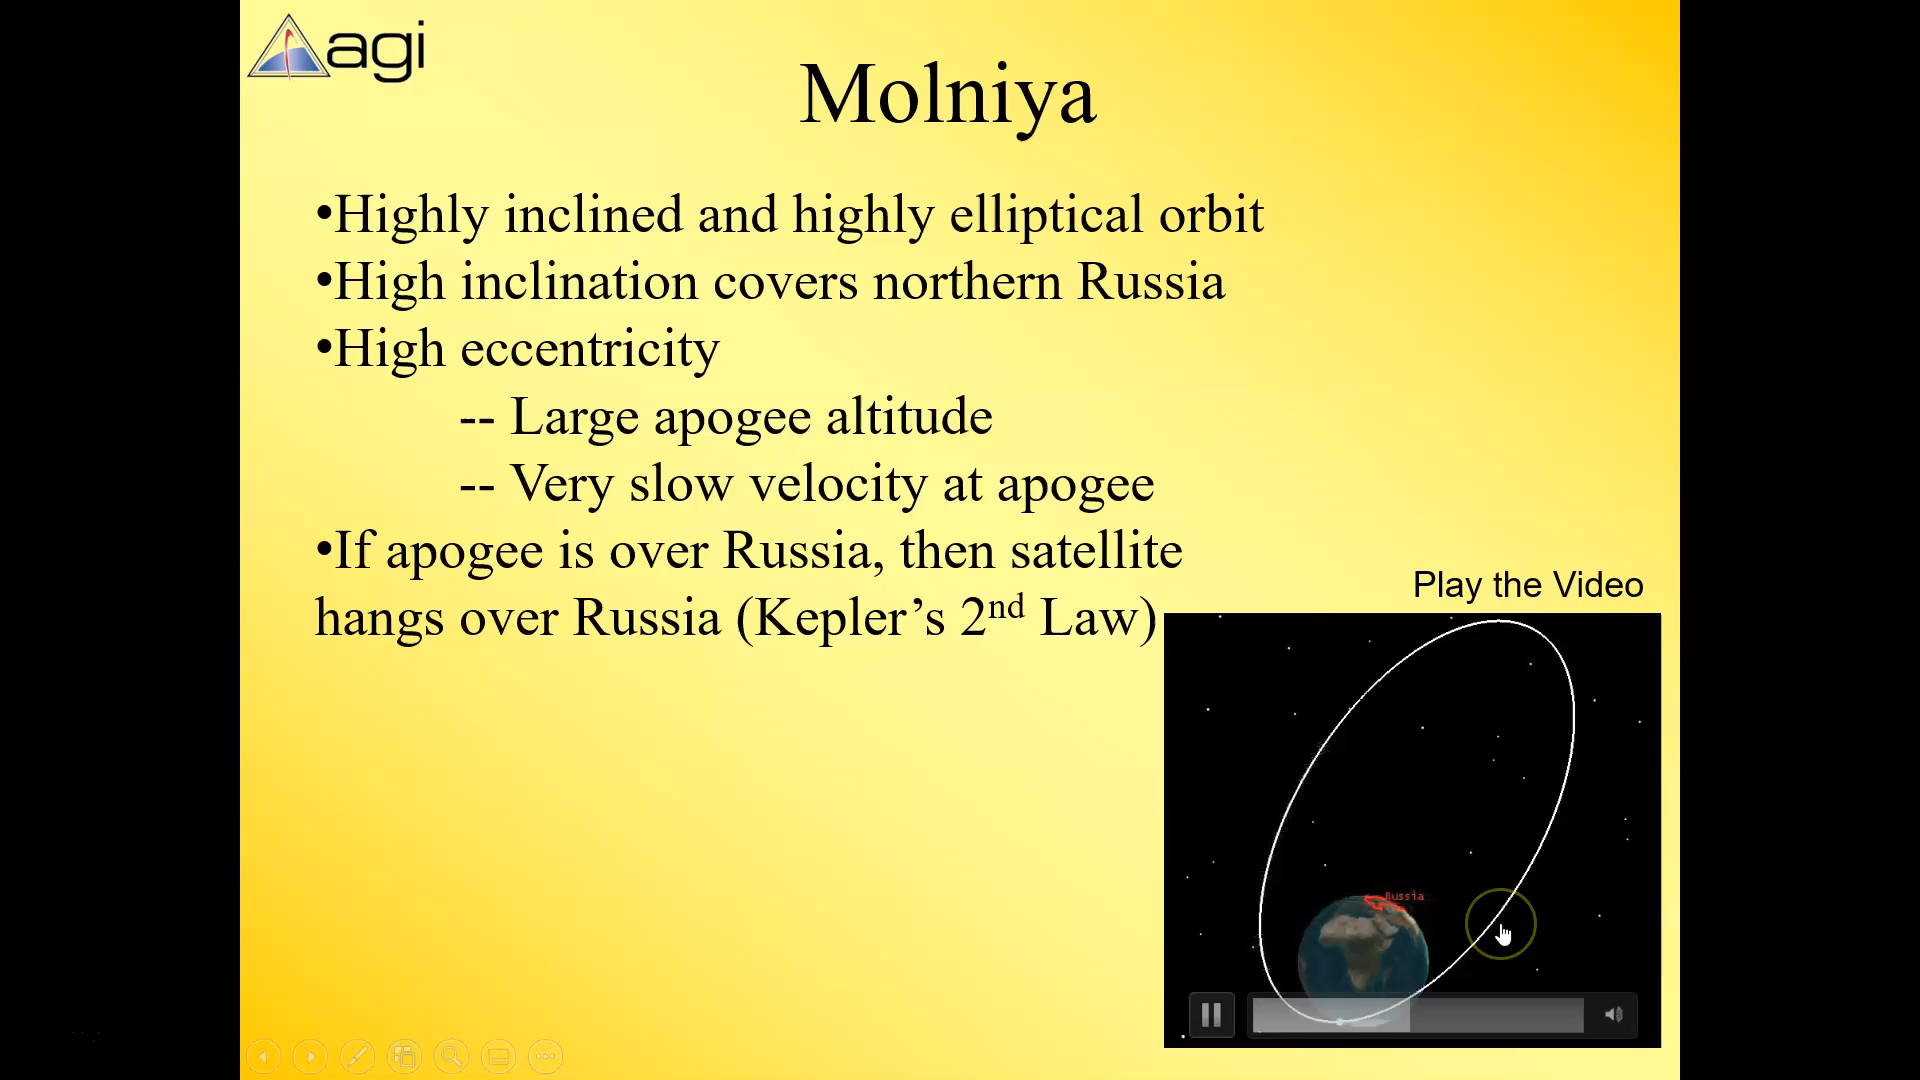 agi
Molniya
•Highly inclined and highly elliptical orbit
•High inclination covers northern Russia
•High eccentricity
-- Large apogee altitude
-- Very slow velocity at apogee
•If apogee is over Russia, then satellite
hangs over Russia (Kepler’s 2nd Law)
Play the Video
Russia